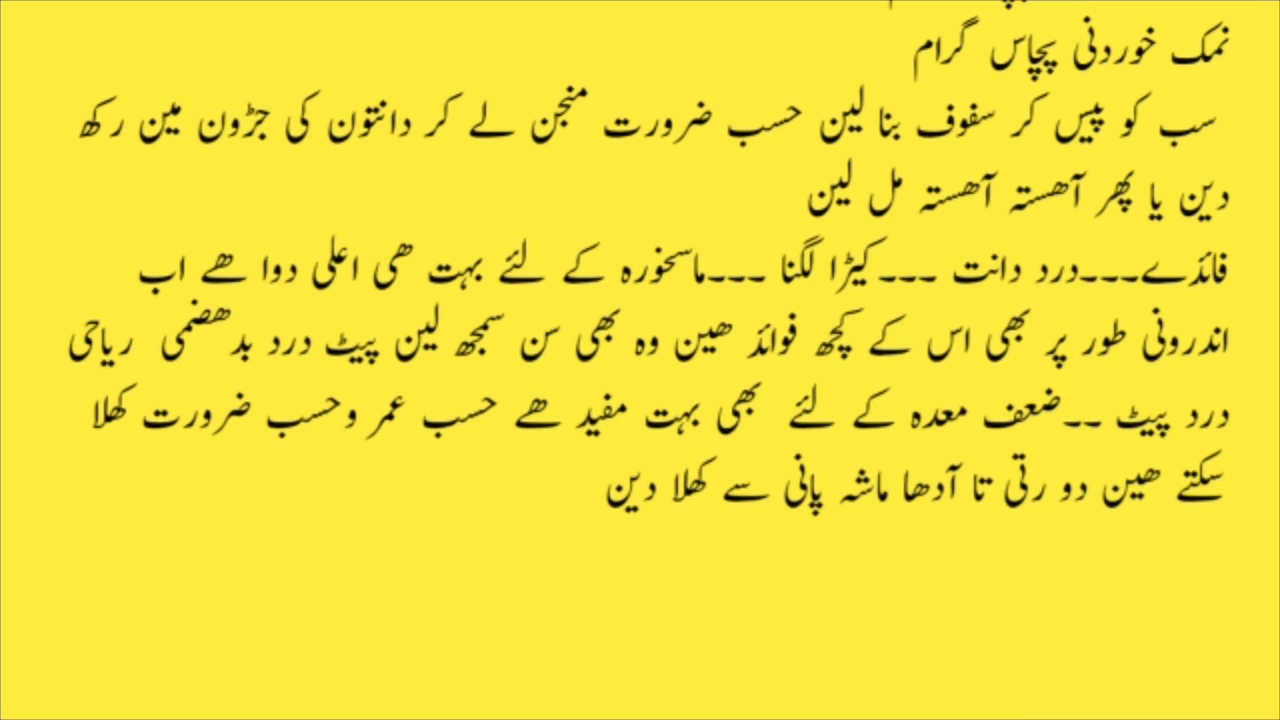 نمک خوردنی پچاس گرام
سب کو پیس کر سفوف بنا لین حسب ضرورت منجن لے کر دانتون کی جڑون مین رکھ
دین یا پھر آھستہ آھستہ مل لین
فائدے---درد دانت ---کیڑا لگنا ---ماسخورہ کے لئے بہت ھی اعلی دوا ھے اب
اندرونی طور پر بھی اس کے کچھ فوائد ھین وہ بھی سن سمجھ لین پیٹ درد بدھضمی ریاحی
درد پیٹ --ضعف معدہ کے لئے بھی بہت مفید ھے حسب عمر وحسب ضرورت کھلا
سکتے ھین دو رتی تا آدھا ماشہ پانی سے کھلا دین